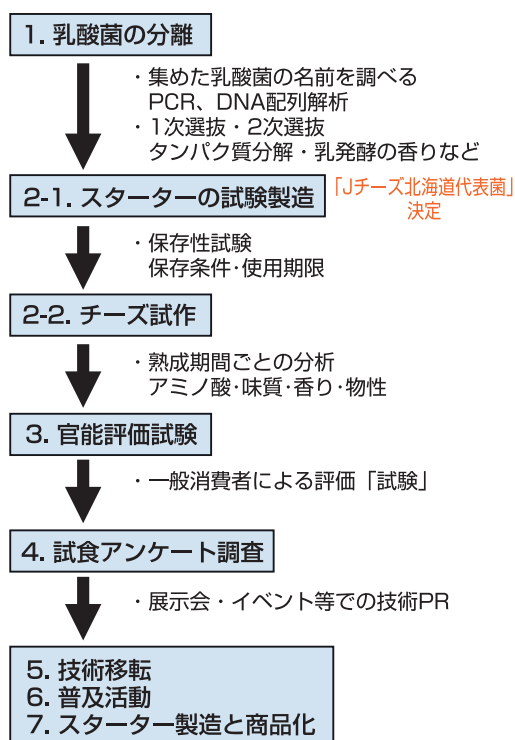 1. 乳酸菌の分離
・集めた乳酸菌の名前を調べる
PCR、DNA配列解析
・1次選抜・2次選抜
タンパク質分解・乳発酵の香りなど
2-1. スターターの試験製造
「Jチーズ北海道代表菌」
決定
・保存性試験
保存条件・使用期限
2-2. チーズ試作
・熟成期間ごとの分析
アミノ酸・味質・香り・物性
3. 官能評価試験
・一般消費者による評価「試験」
4. 試食アンケート調査
・展示会・イベント等での技術PR
5. 技術移転
6. 普及活動
7. スターター製造と商品化